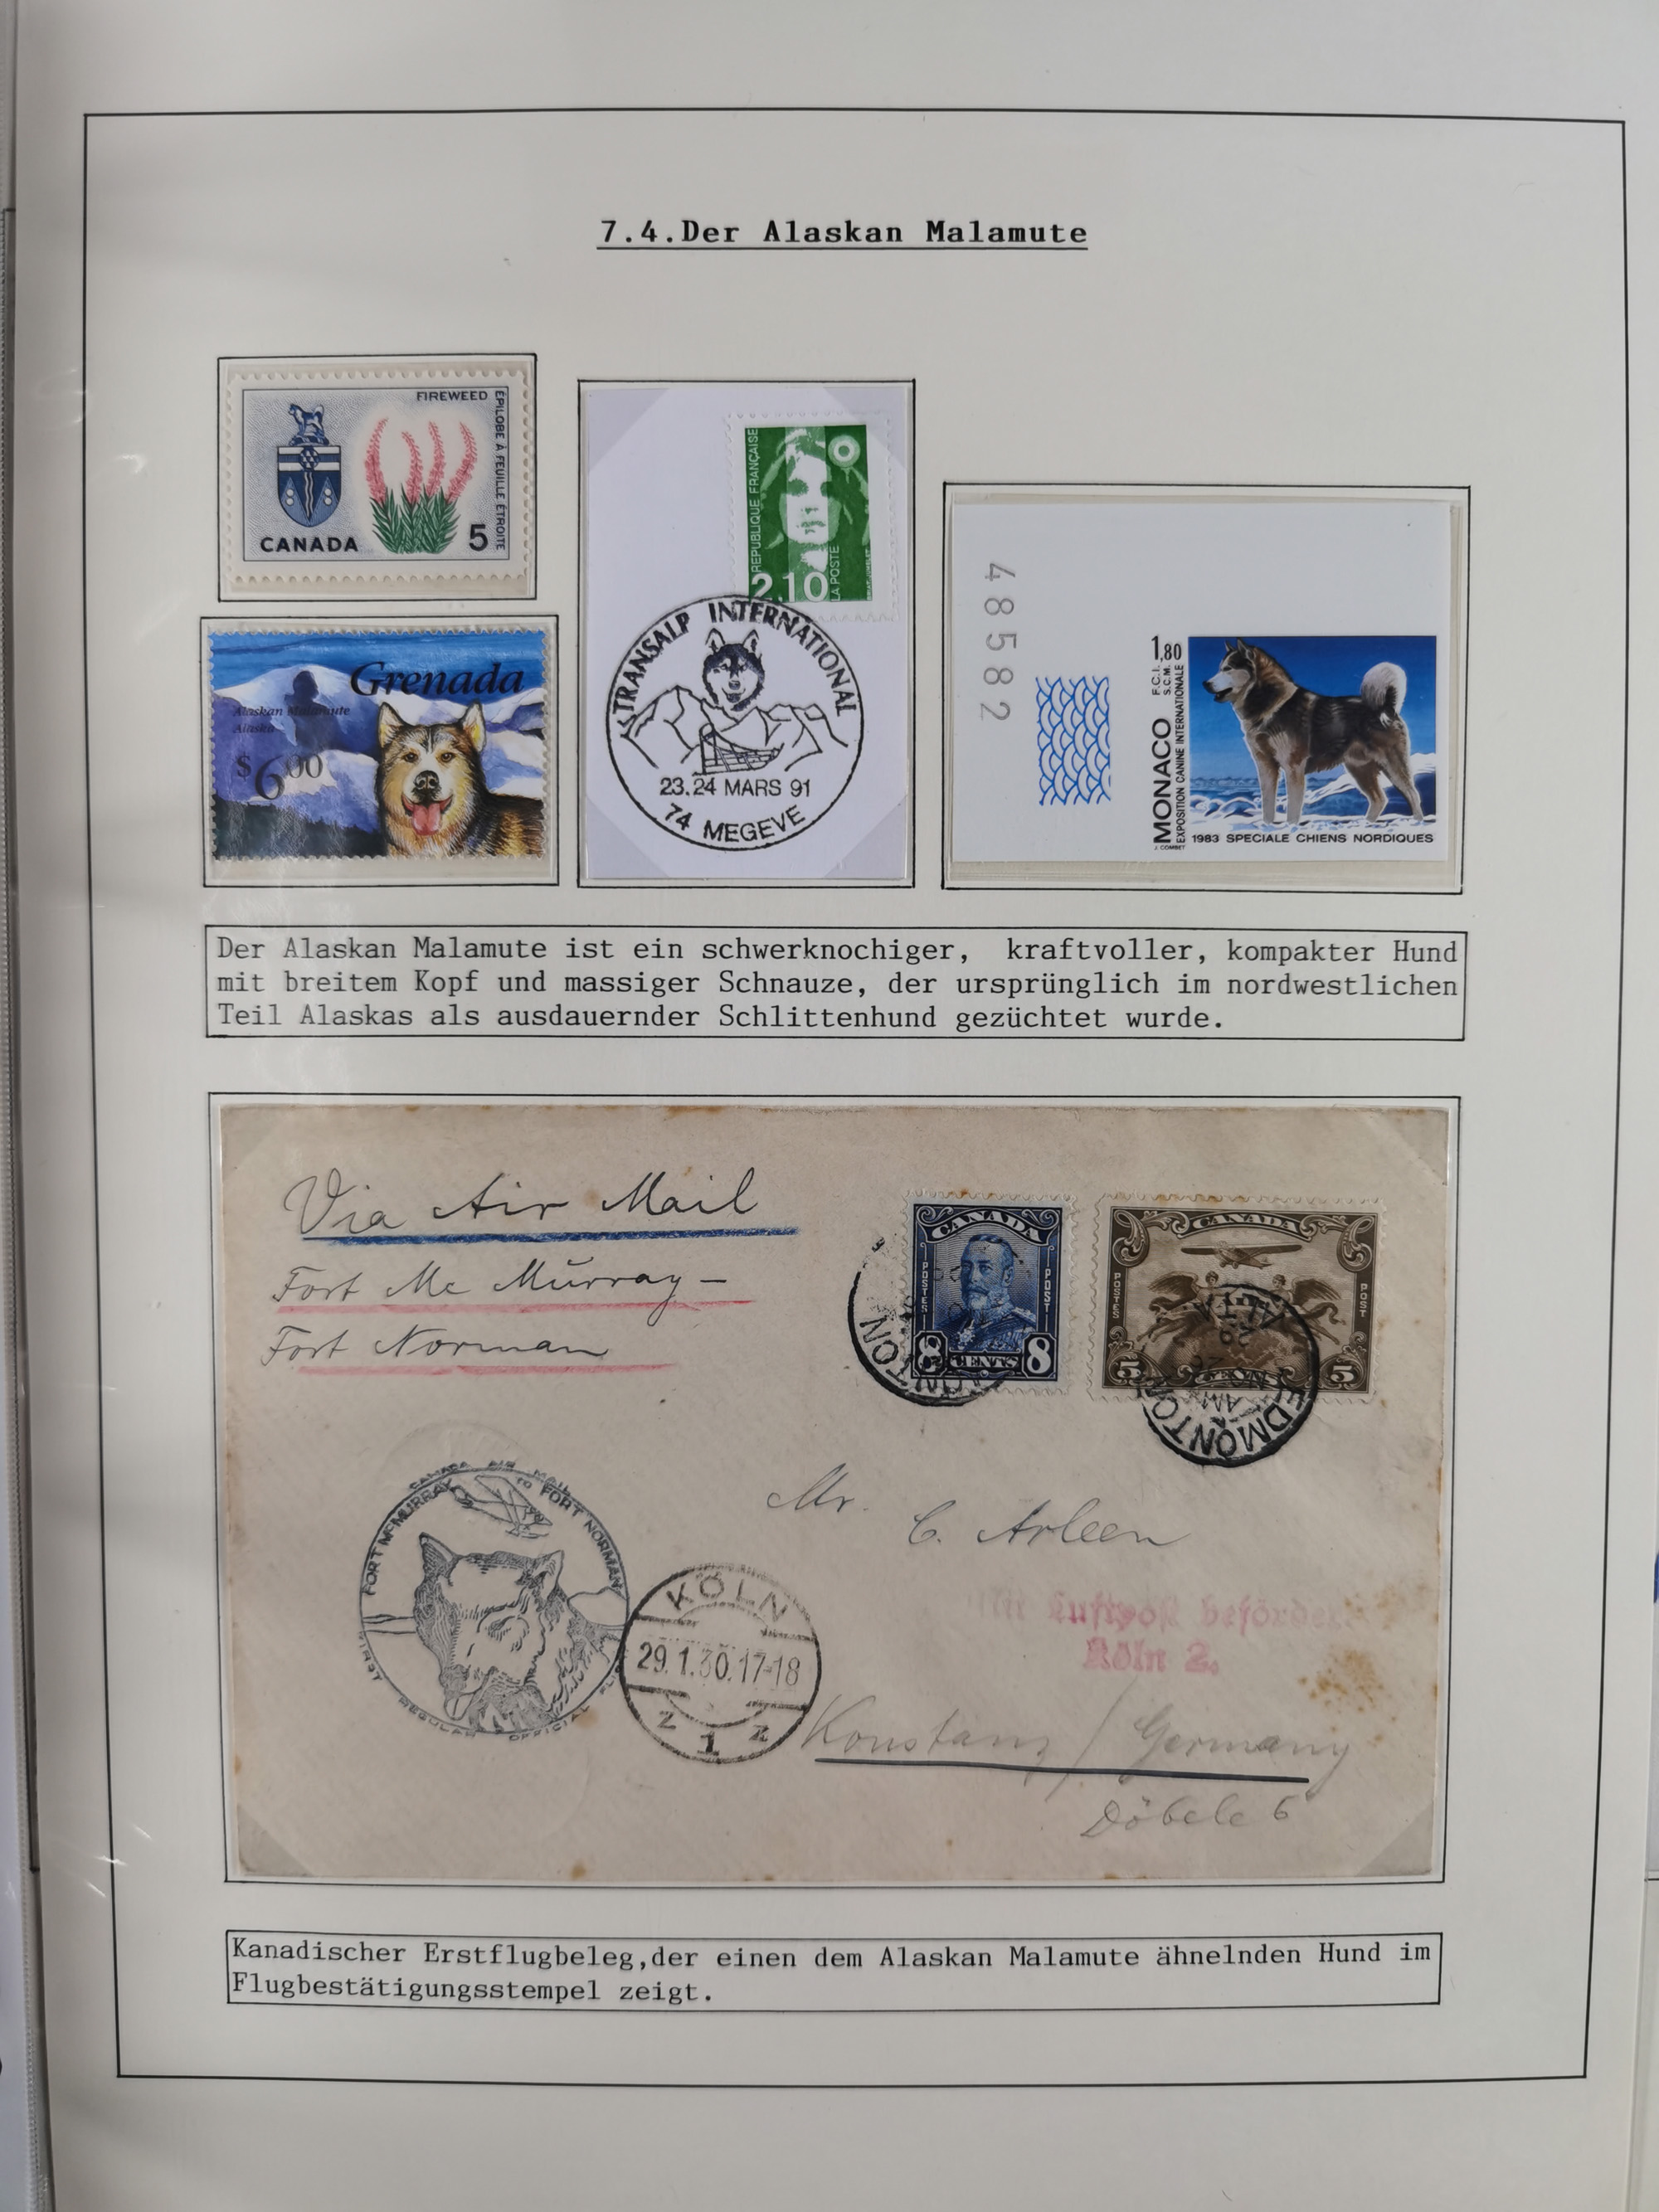 7.4.Der Alaskan Malamute
FIREWEED
ÉPILOBE À FEUILLE ÉTROITE
CANADA
5
Grenada
Alaskan Malamute
Alaska
$6.00
REPUBLIQUE FRANÇAISE
LA POSTE
2,10
TRANSALP INTERNATIONAL
23.24 MARS 91
74 MEGEVE
48582
1,80
F.C.I.
S.C.M.
MONACO
EXPOSITION CANINE INTERNATIONALE
J. COMBET
1983 SPECIALE CHIENS NORDIQUES
Der Alaskan Malamute ist ein schwerknochiger, kraftvoller, kompakter Hund
mit breitem Kopf und massiger Schnauze, der ursprünglich im nordwestlichen
Teil Alaskas als ausdauernder Schlittenhund gezüchtet wurde.
Via Air Mail
Fort Mc Murray –
Fort Norman
CANADA
POSTES
POST
8 CENTS 8
CANADA
POSTES
POST
5 CENTS 5
EDMONTON
ALTA
Mr. C. Arleen
CANADA AIR MAIL
FORT McMURRAY TO FORT NORMAN
FIRST REGULAR OFFICIAL
KÖLN
29.1.30.17-18
z 1 z
Mit Luftpost befördert
Köln 2.
Konstanz / Germany
Döbele 6
Kanadischer Erstflugbeleg,der einen dem Alaskan Malamute ähnelnden Hund im
Flugbestätigungsstempel zeigt.